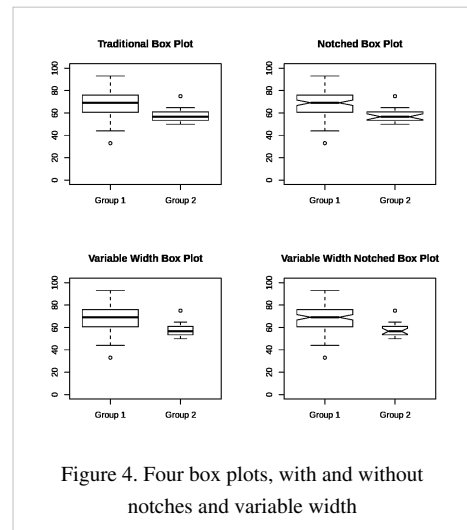 Traditional Box Plot
100
80
60
40
20
0
Group 1 Group 2
Notched Box Plot
100
80
60
40
20
0
Group 1 Group 2
Variable Width Box Plot
100
80
60
40
20
0
Group 1 Group 2
Variable Width Notched Box Plot
100
80
60
40
20
0
Group 1 Group 2
Figure 4. Four box plots, with and without
notches and variable width